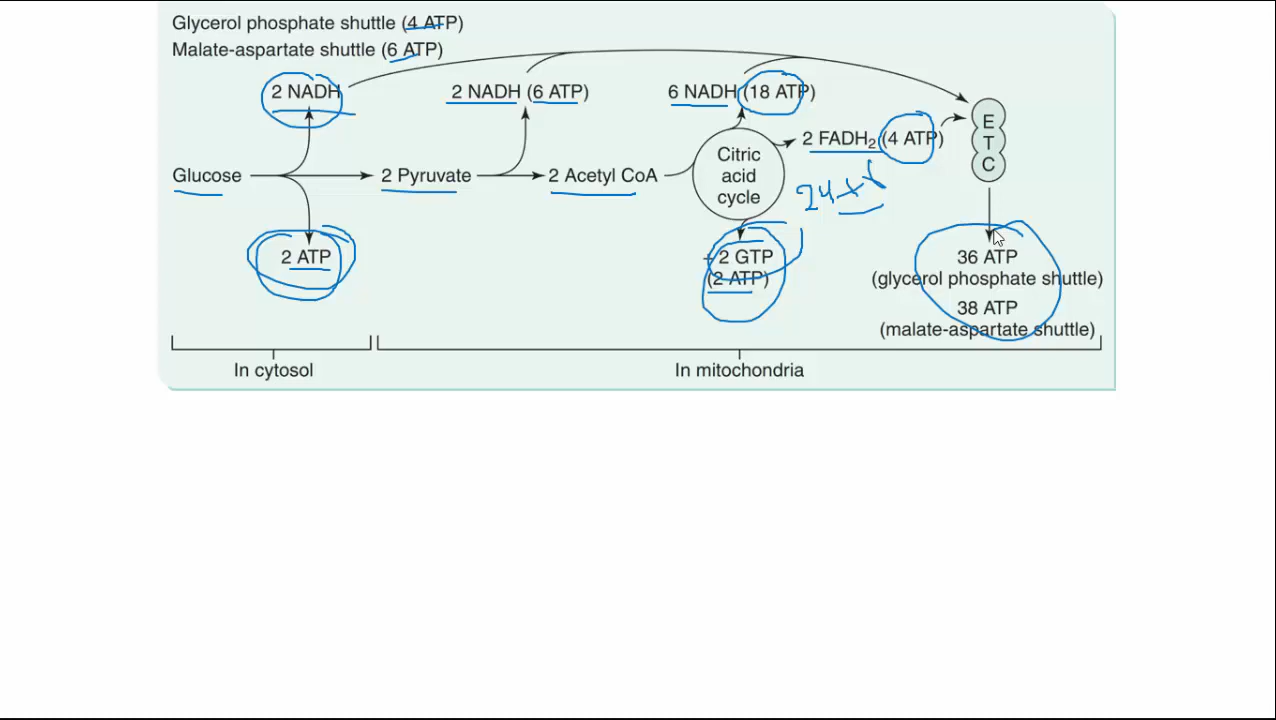 Glycerol phosphate shuttle (4 ATP)
Malate-aspartate shuttle (6 ATP)
2 NADH
2 NADH (6 ATP)
6 NADH (18 ATP)
2 FADH₂ (4 ATP)
E
T
C
Glucose
2 Pyruvate
2 Acetyl CoA
Citric
acid
cycle
24
2 ATP
2 GTP
(2 ATP)
36 ATP
(glycerol phosphate shuttle)
38 ATP
(malate-aspartate shuttle)
In cytosol
In mitochondria